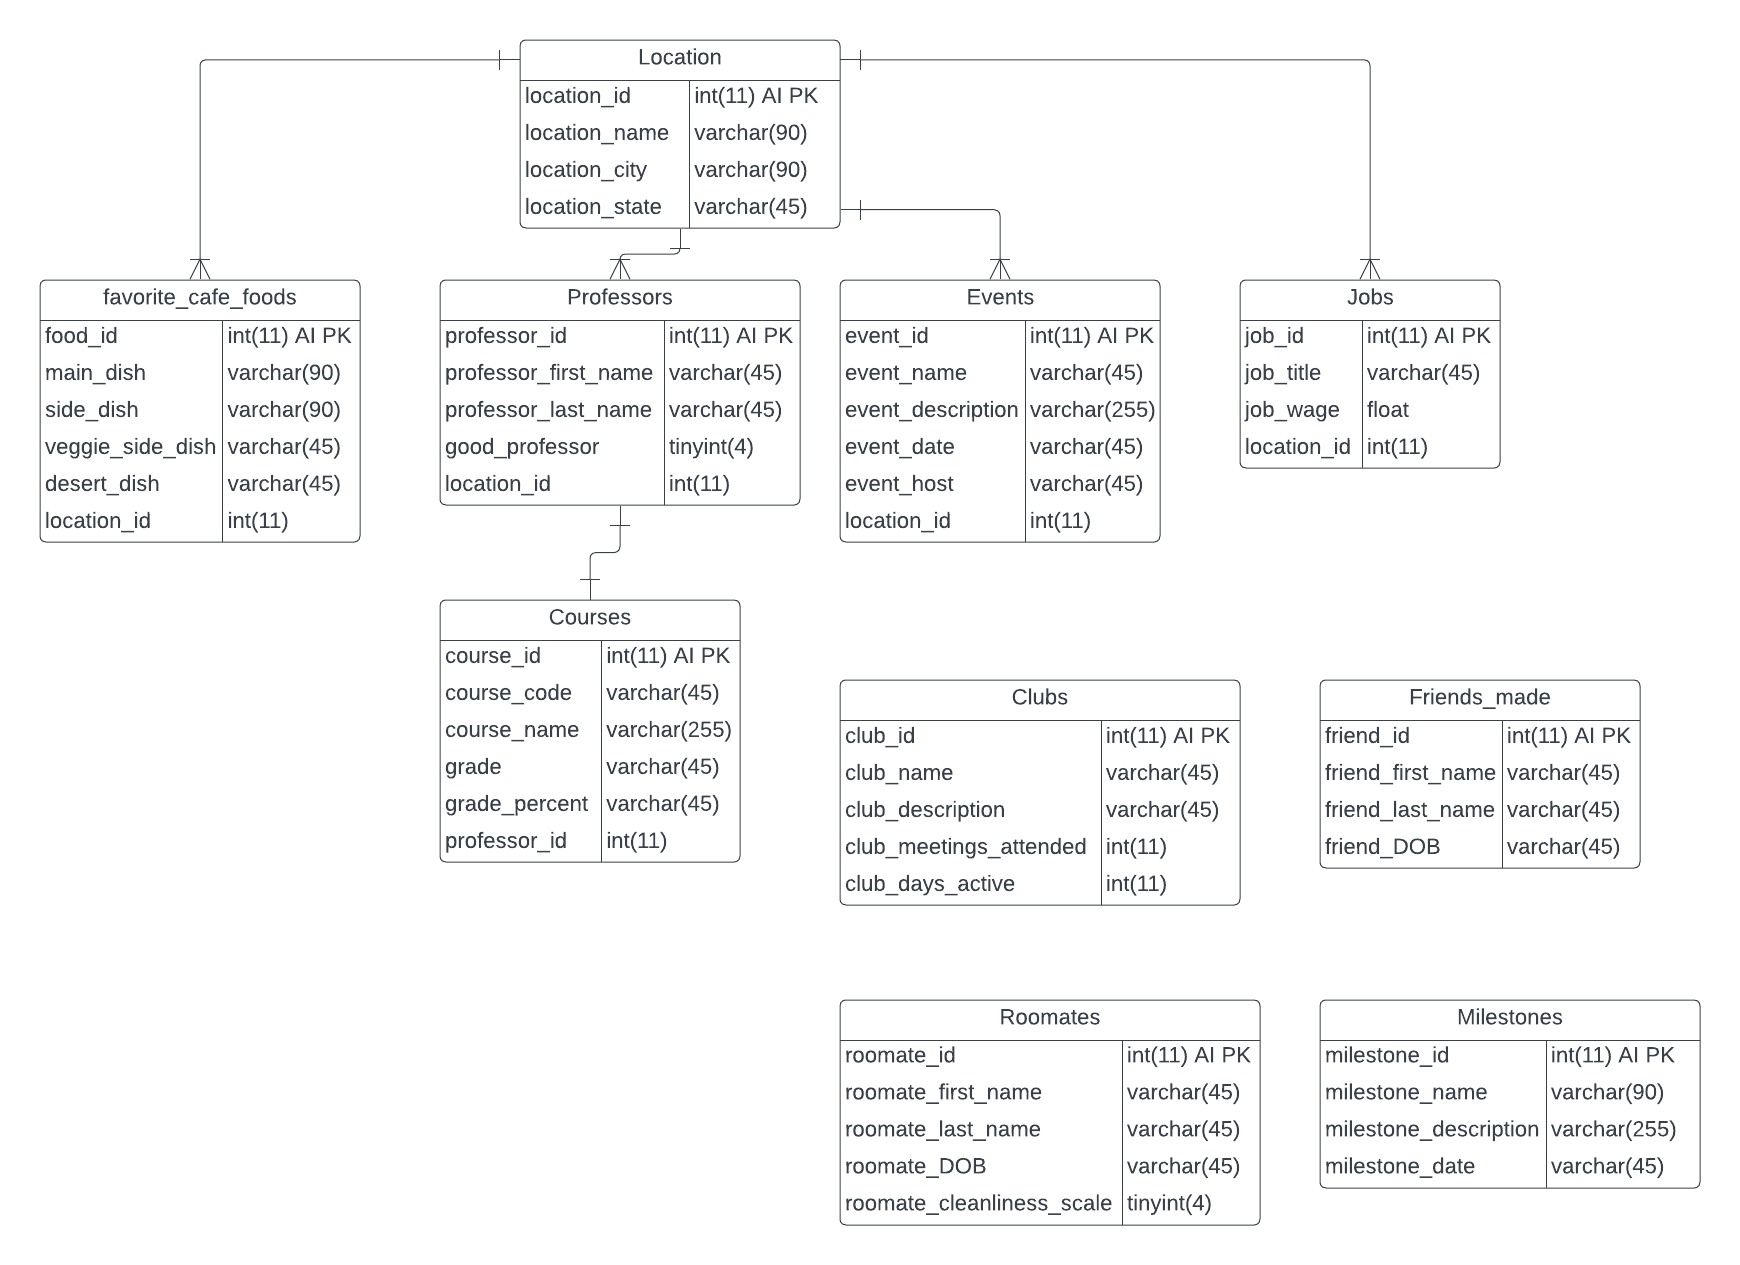 Location
location_id int(11) AI PK
location_name varchar(90)
location_city varchar(90)
location_state varchar(45)
favorite_cafe_foods
food_id int(11) AI PK
main_dish varchar(90)
side_dish varchar(90)
veggie_side_dish varchar(45)
desert_dish varchar(45)
location_id int(11)
Professors
professor_id int(11) AI PK
professor_first_name varchar(45)
professor_last_name varchar(45)
good_professor tinyint(4)
location_id int(11)
Events
event_id int(11) AI PK
event_name varchar(45)
event_description varchar(255)
event_date varchar(45)
event_host varchar(45)
location_id int(11)
Jobs
job_id int(11) AI PK
job_title varchar(45)
job_wage float
location_id int(11)
Courses
course_id int(11) AI PK
course_code varchar(45)
course_name varchar(255)
grade varchar(45)
grade_percent varchar(45)
professor_id int(11)
Clubs
club_id int(11) AI PK
club_name varchar(45)
club_description varchar(45)
club_meetings_attended int(11)
club_days_active int(11)
Friends_made
friend_id int(11) AI PK
friend_first_name varchar(45)
friend_last_name varchar(45)
friend_DOB varchar(45)
Roomates
roomate_id int(11) AI PK
roomate_first_name varchar(45)
roomate_last_name varchar(45)
roomate_DOB varchar(45)
roomate_cleanliness_scale tinyint(4)
Milestones
milestone_id int(11) AI PK
milestone_name varchar(90)
milestone_description varchar(255)
milestone_date varchar(45)